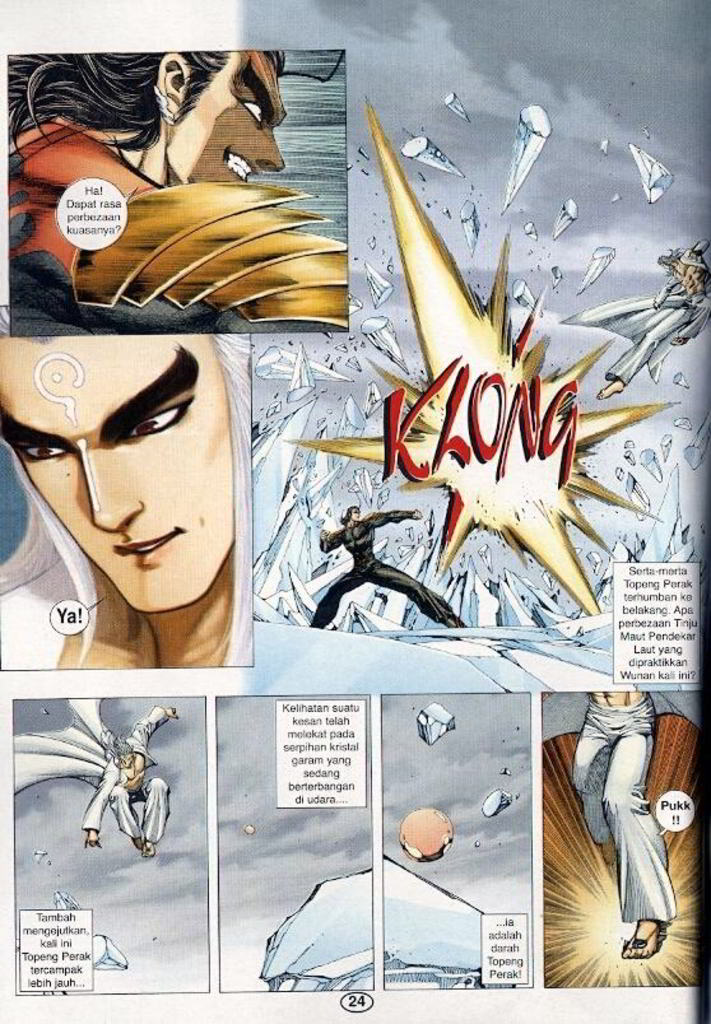 Ha!
Dapat rasa
perbezaan
kuasanya?
KLONG
Ya!
Serta-merta
Topeng Perak
terhumban ke
belakang. Apa
perbezaan Tinju
Maut Pendekar
Laut yang
dipraktikkan
Wunan kali ini?
Tambah
mengejutkan,
kali ini
Topeng Perak
tercampak
lebih jauh...
Kelihatan suatu
kesan telah
melekat pada
serpihan kristal
garam yang
sedang
berterbangan
di udara....
...ia
adalah
darah
Topeng
Perak!
Pukk
!!
24